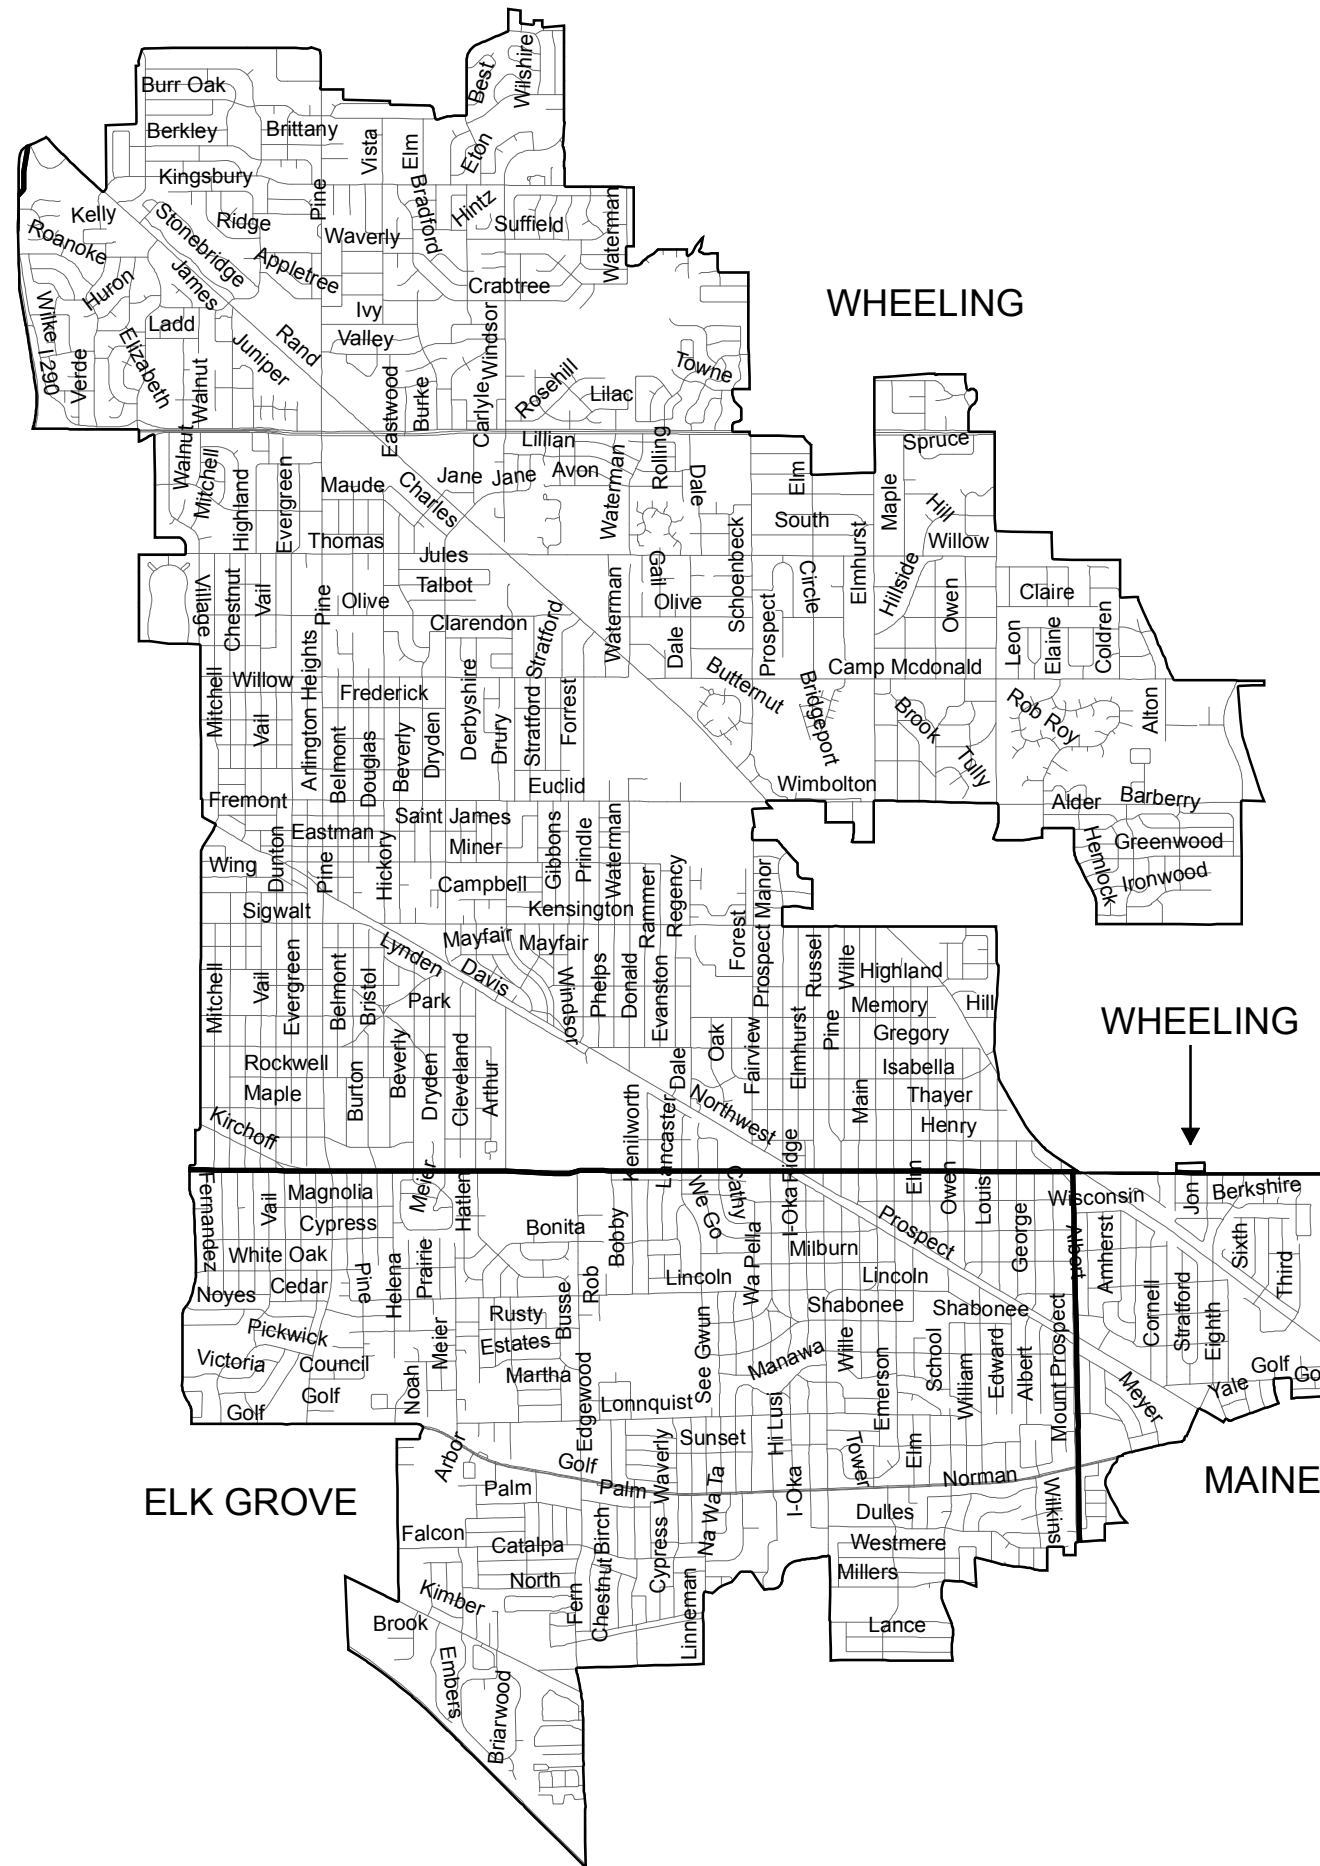 Burr Oak
Best
Wilshire
Berkley
Brittany
Vista
Elm
Eton
Kingsbury
Pine
Bradford
Hintz
Kelly
Stonebridge
Ridge
Waverly
Suffield
Waterman
Roanoke
Appletree
James
Huron
Crabtree
WHEELING
Wilke
I-290
Verde
Elizabeth
Ladd
Walnut
Juniper
Rand
Ivy
Valley
Windsor
Eastwood
Burke
Carlyle
Rosehill
Lilac
Towne
Walnut
Mitchell
Highland
Evergreen
Maude
Charles
Jane
Jane
Lillian
Avon
Waterman
Rolling
Dale
Elm
Spruce
Maple
Hill
South
Willow
Thomas
Jules
Talbot
Schoenbeck
Elmhurst
Village
Chestnut
Vail
Pine
Olive
Clarendon
Stratford
Waterman
Gail
Olive
Dale
Prospect
Circle
Hillside
Owen
Claire
Leon
Elaine
Coldren
Camp Mcdonald
Mitchell
Willow
Vail
Arlington Heights
Frederick
Belmont
Douglas
Beverly
Dryden
Derbyshire
Drury
Stratford
Forrest
Butternut
Bridgeport
Brook
Tully
Rob Roy
Alton
Euclid
Wimbolton
Fremont
Saint James
Alder
Barberry
Eastman
Miner
Wing
Dunton
Pine
Hickory
Campbell
Gibbons
Prindle
Waterman
Rammer
Regency
Hemlock
Greenwood
Ironwood
Sigwalt
Kensington
Forest
Prospect Manor
Lynden
Mayfair
Mayfair
Davis
Mitchell
Vail
Evergreen
Belmont
Bristol
Park
Windsor
Phelps
Donald
Evanston
Russel
Wille
Highland
Memory
Hill
Gregory
WHEELING
Rockwell
Maple
Burton
Beverly
Dryden
Cleveland
Arthur
Dale
Oak
Fairview
Elmhurst
Pine
Isabella
Main
Thayer
Henry
Kirchoff
Kenilworth
Lancaster
Northwest
Ridge
Fernandez
Vail
Magnolia
Cypress
Meier
Hatlen
We Go
Cathy
I-Oka
Elm
Owen
Louis
George
Wisconsin
Albert
Jon
Berkshire
White Oak
Cedar
Pine
Helena
Prairie
Bonita
Bobby
Wa Pella
Milburn
Prospect
Amherst
Sixth
Third
Noyes
Rob
Lincoln
Lincoln
Cornell
Stratford
Eighth
Pickwick
Rusty
Busse
Shabonee
Shabonee
Mount Prospect
Victoria
Council
Meier
Estates
See Gwun
Manawa
Wille
Golf
Noah
Martha
Edgewood
Lonnquist
Emerson
School
William
Edward
Albert
Meyer
Yale
Golf
Go
Golf
Arbor
Golf
Waverly
Sunset
Hi Lusi
Tower
Elm
ELK GROVE
Palm
Palm
Na Wa Ta
I-Oka
Norman
Wilkins
MAINE
Falcon
Catalpa
Birch
Cypress
Dulles
Westmere
North
Kimber
Fern
Chestnut
Linneman
Millers
Brook
Lance
Embers
Briarwood